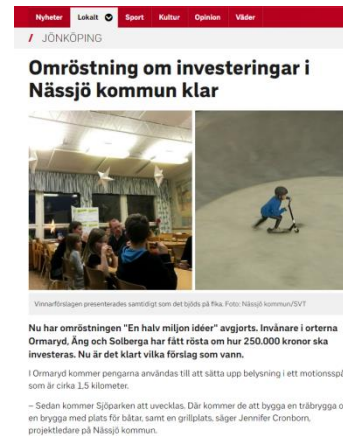 Nyheter Lokalt Sport Kultur Opinion Väder
/ JÖNKÖPING
Omröstning om investeringar i
Nässjö kommun klar
Vinnarförslagen presenterades samtidigt som det bjöds på fika. Foto: Nässjö kommun/SVT
Nu har omröstningen "En halv miljon idéer" avgjorts. Invånare i orterna
Ormaryd, Äng och Solberga har fått rösta om hur 250.000 kronor ska
investeras. Nu är det klart vilka förslag som vann.
I Ormaryd kommer pengarna användas till att sätta upp belysning i ett motionsspå
som är cirka 1,5 kilometer.
– Sedan kommer Sjöparken att uvecklas. Där kommer de att bygga en träbrygga o
en brygga med plats för båtar, samt en grillplats, säger Jennifer Cronborn,
projektledare på Nässjö kommun.